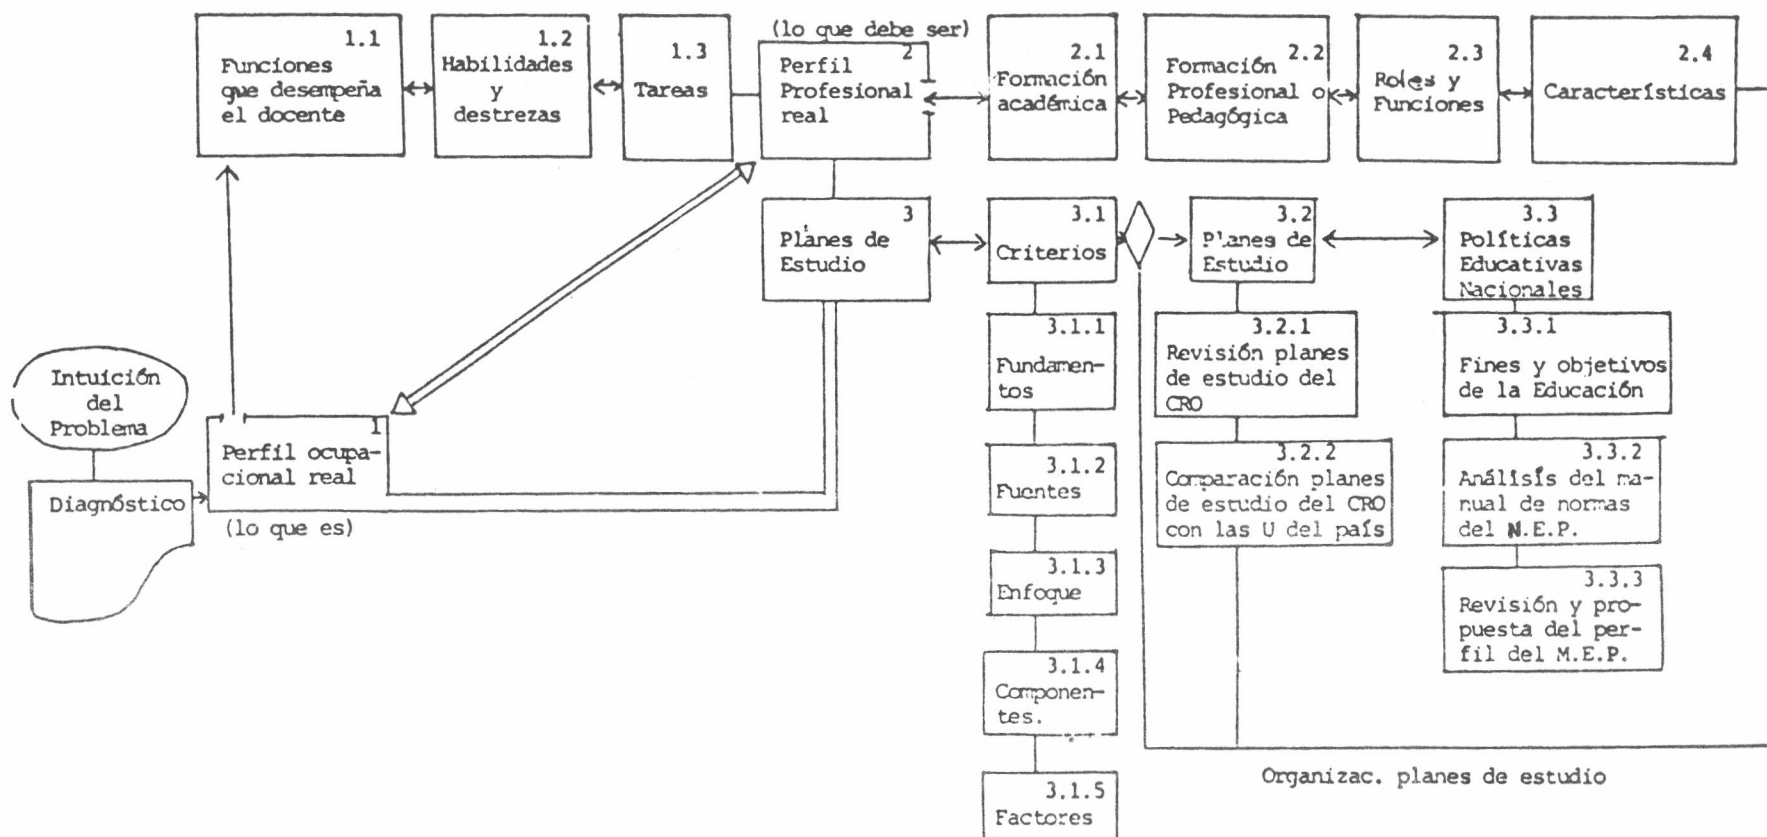 (lo que debe ser)
1.1
Funciones
que desempeña
el docente
1.2
Habilidades
y
destrezas
1.3
Tareas
2
Perfil
Profesional
real
2.1
Formación
académica
2.2
Formación
Profesional o
Pedagógica
2.3
Roles y
Funciones
2.4
Características
3
Planes de
Estudio
3.1
Criterios
3.2
Planes de
Estudio
3.3
Políticas
Educativas
Nacionales
3.1.1
Fundamen-
tos
3.2.1
Revisión planes
de estudio del
CRO
3.3.1
Fines y objetivos
de la Educación
Intuición
del
Problema
Diagnóstico
1
Perfil ocupa-
cional real
(lo que es)
3.1.2
Fuentes
3.2.2
Comparación planes
de estudio del CRO
con las U del país
3.3.2
Análisis del ma-
nual de normas
del N.E.P.
3.1.3
Enfoque
3.3.3
Revisión y pro-
puesta del per-
fil del M.E.P.
3.1.4
Componen-
tes.
3.1.5
Factores
Organizac. planes de estudio